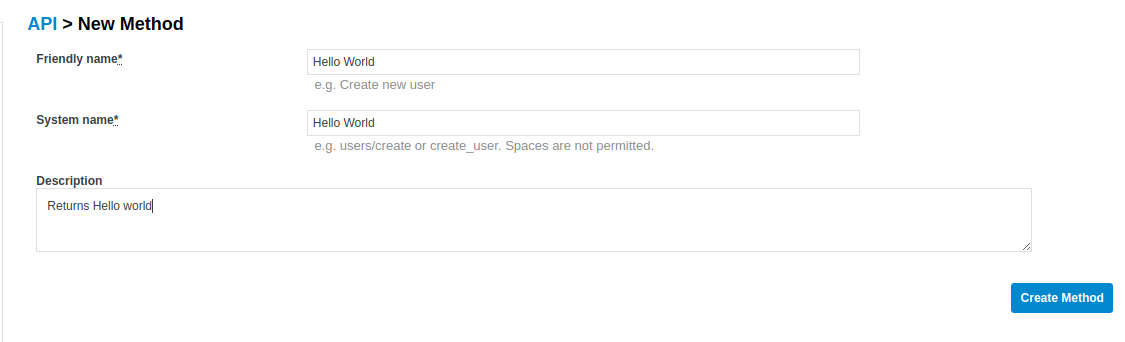 API > New Method
Friendly name*
Hello World
e.g. Create new user
System name*
Hello World
e.g. users/create or create_user. Spaces are not permitted.
Description
Returns Hello world
Create Method